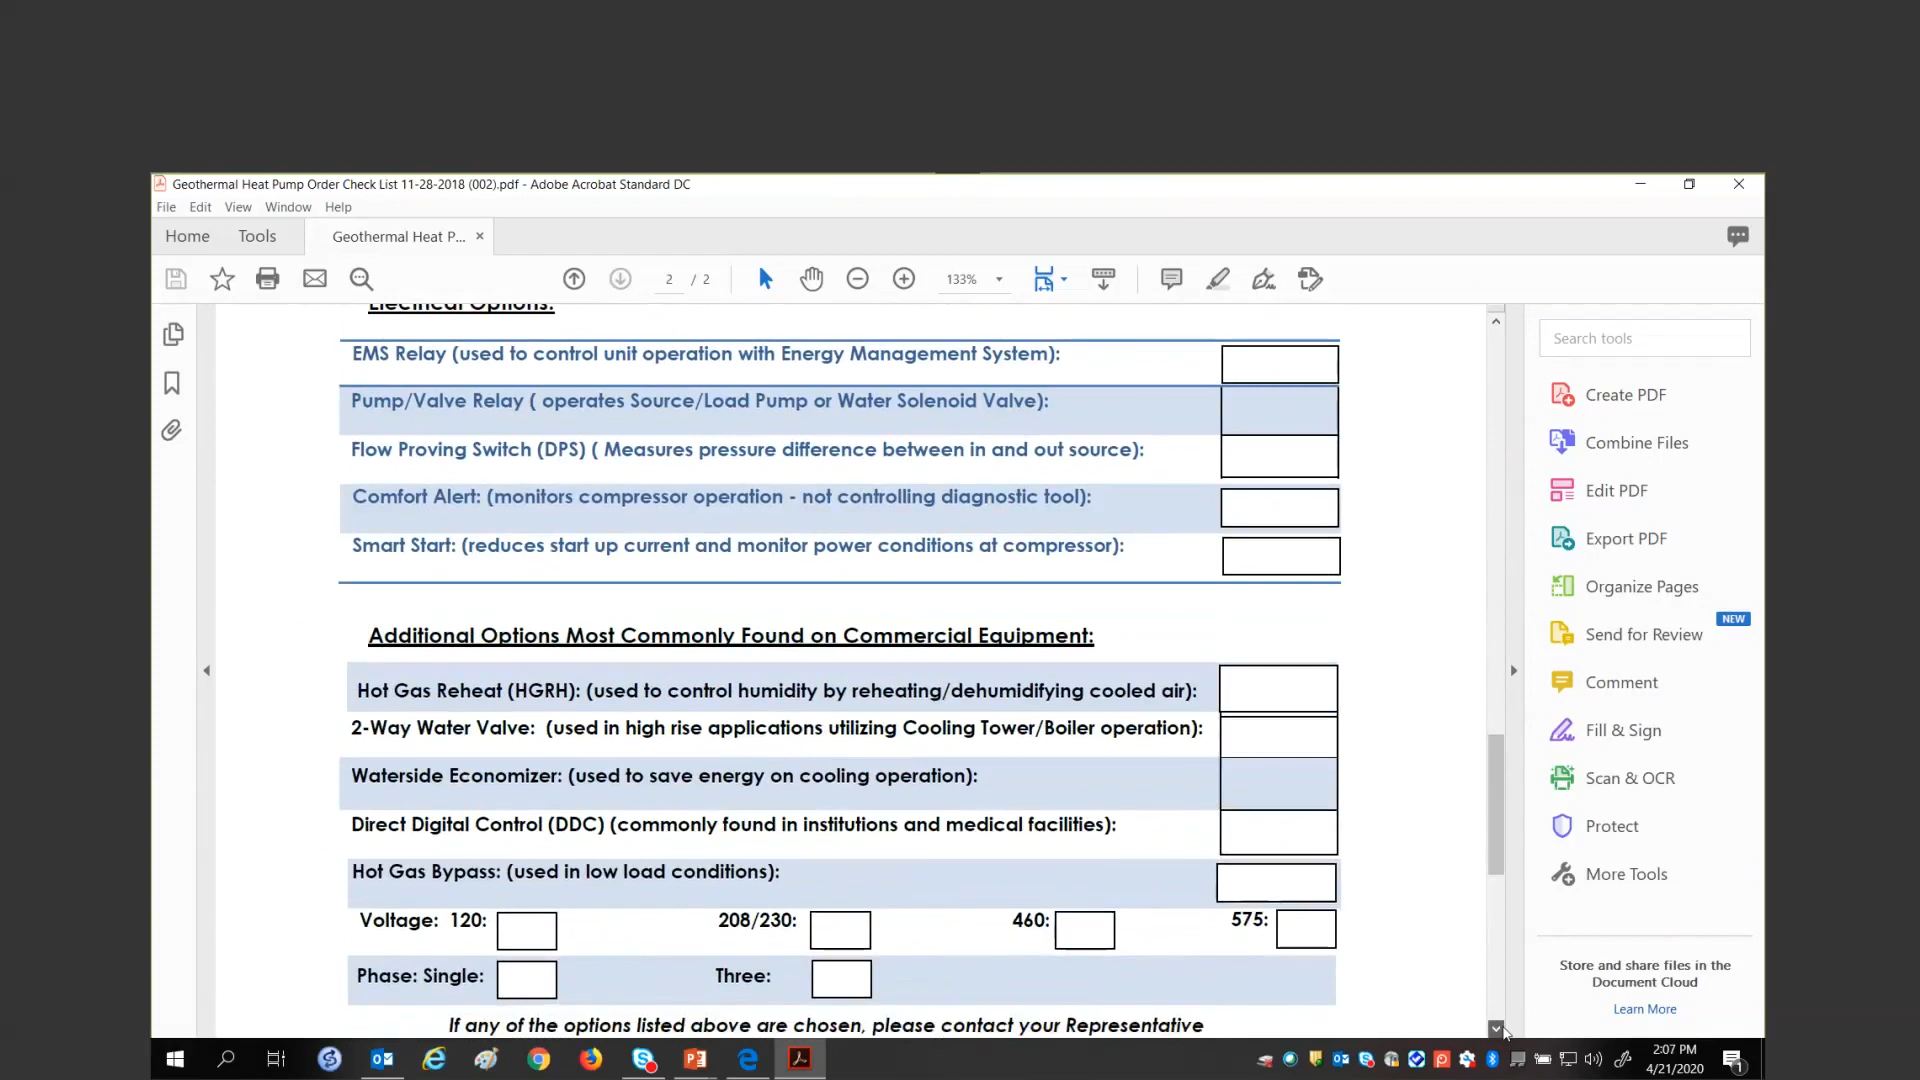 Geothermal Heat Pump Order Check List 11-28-2018 (002).pdf - Adobe Acrobat Standard DC
File Edit View Window Help
Home Tools Geothermal Heat P... ×
2 / 2 133%
Electrical Options:
EMS Relay (used to control unit operation with Energy Management System):
Pump/Valve Relay ( operates Source/Load Pump or Water Solenoid Valve):
Flow Proving Switch (DPS) ( Measures pressure difference between in and out source):
Comfort Alert: (monitors compressor operation - not controlling diagnostic tool):
Smart Start: (reduces start up current and monitor power conditions at compressor):
Additional Options Most Commonly Found on Commercial Equipment:
Hot Gas Reheat (HGRH): (used to control humidity by reheating/dehumidifying cooled air):
2-Way Water Valve: (used in high rise applications utilizing Cooling Tower/Boiler operation):
Waterside Economizer: (used to save energy on cooling operation):
Direct Digital Control (DDC) (commonly found in institutions and medical facilities):
Hot Gas Bypass: (used in low load conditions):
Voltage: 120: 208/230: 460: 575:
Phase: Single: Three:
If any of the options listed above are chosen, please contact your Representative
Search tools
Create PDF
Combine Files
Edit PDF
Export PDF
Organize Pages
NEW
Send for Review
Comment
Fill & Sign
Scan & OCR
Protect
More Tools
Store and share files in the
Document Cloud
Learn More
2:07 PM
4/21/2020
1